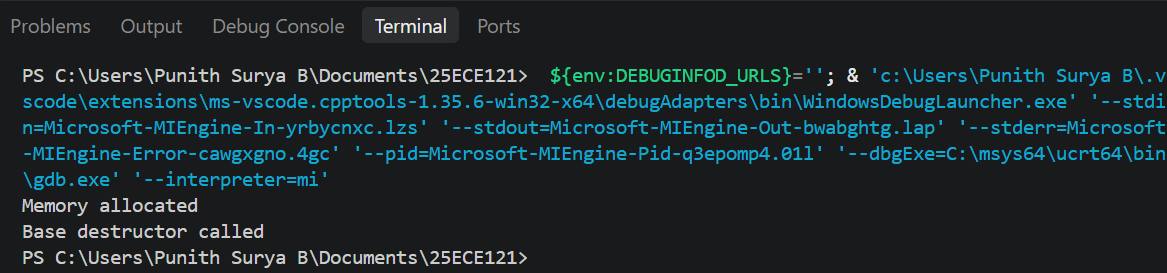 Problems Output Debug Console Terminal Ports
PS C:\Users\Punith Surya B\Documents\25ECE121>  ${env:DEBUGINFOD_URLS}=''; & 'c:\Users\Punith Surya B\.v
scode\extensions\ms-vscode.cpptools-1.35.6-win32-x64\debugAdapters\bin\WindowsDebugLauncher.exe' '--stdi
n=Microsoft-MIEngine-In-yrbycnxc.lzs' '--stdout=Microsoft-MIEngine-Out-bwabghtg.lap' '--stderr=Microsoft
-MIEngine-Error-cawgxgno.4gc' '--pid=Microsoft-MIEngine-Pid-q3epomp4.01l' '--dbgExe=C:\msys64\ucrt64\bin
\gdb.exe' '--interpreter=mi'
Memory allocated
Base destructor called
PS C:\Users\Punith Surya B\Documents\25ECE121>